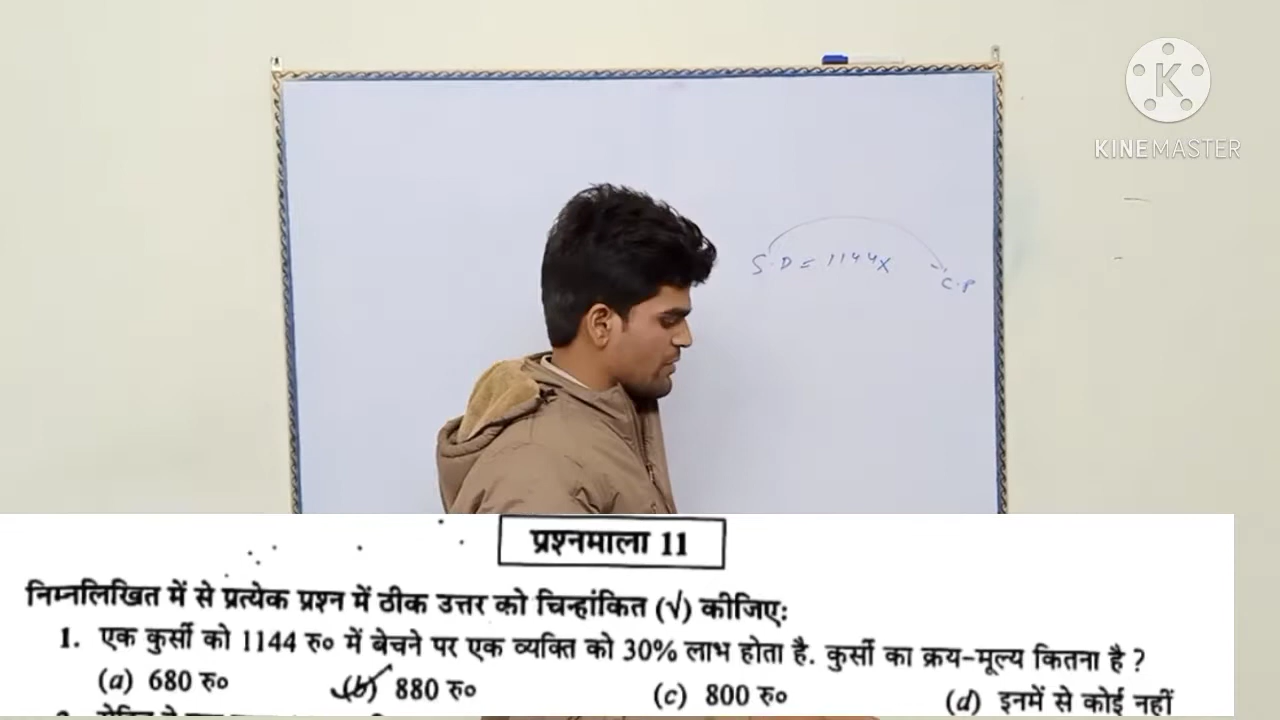 KINEMASTER
S.P = 1144x
C.P
प्रश्नमाला 11
निम्नलिखित में से प्रत्येक प्रश्न में ठीक उत्तर को चिन्हांकित (√) कीजिए:
1. एक कुर्सी को 1144 रु० में बेचने पर एक व्यक्ति को 30% लाभ होता है. कुर्सी का क्रय-मूल्य कितना है ?
(a) 680 रु० (b) 880 रु० (c) 800 रु० (d) इनमें से कोई नहीं